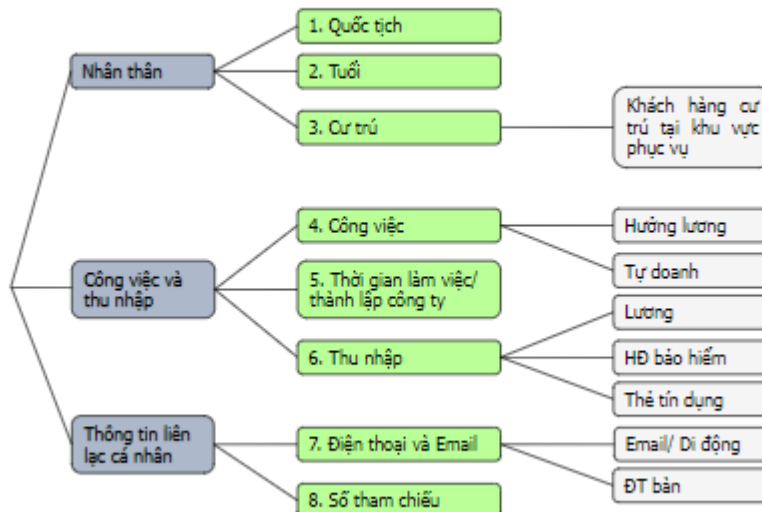 Nhân thân
1. Quốc tịch
2. Tuổi
3. Cư trú
Khách hàng cư
trú tại khu vực
phục vụ
Công việc và
thu nhập
4. Công việc
Hưởng lương
Tự doanh
5. Thời gian làm việc/
thành lập công ty
6. Thu nhập
Lương
HĐ bảo hiểm
Thẻ tín dụng
Thông tin liên
lạc cá nhân
7. Điện thoại và Email
Email/ Di động
ĐT bàn
8. Số tham chiếu